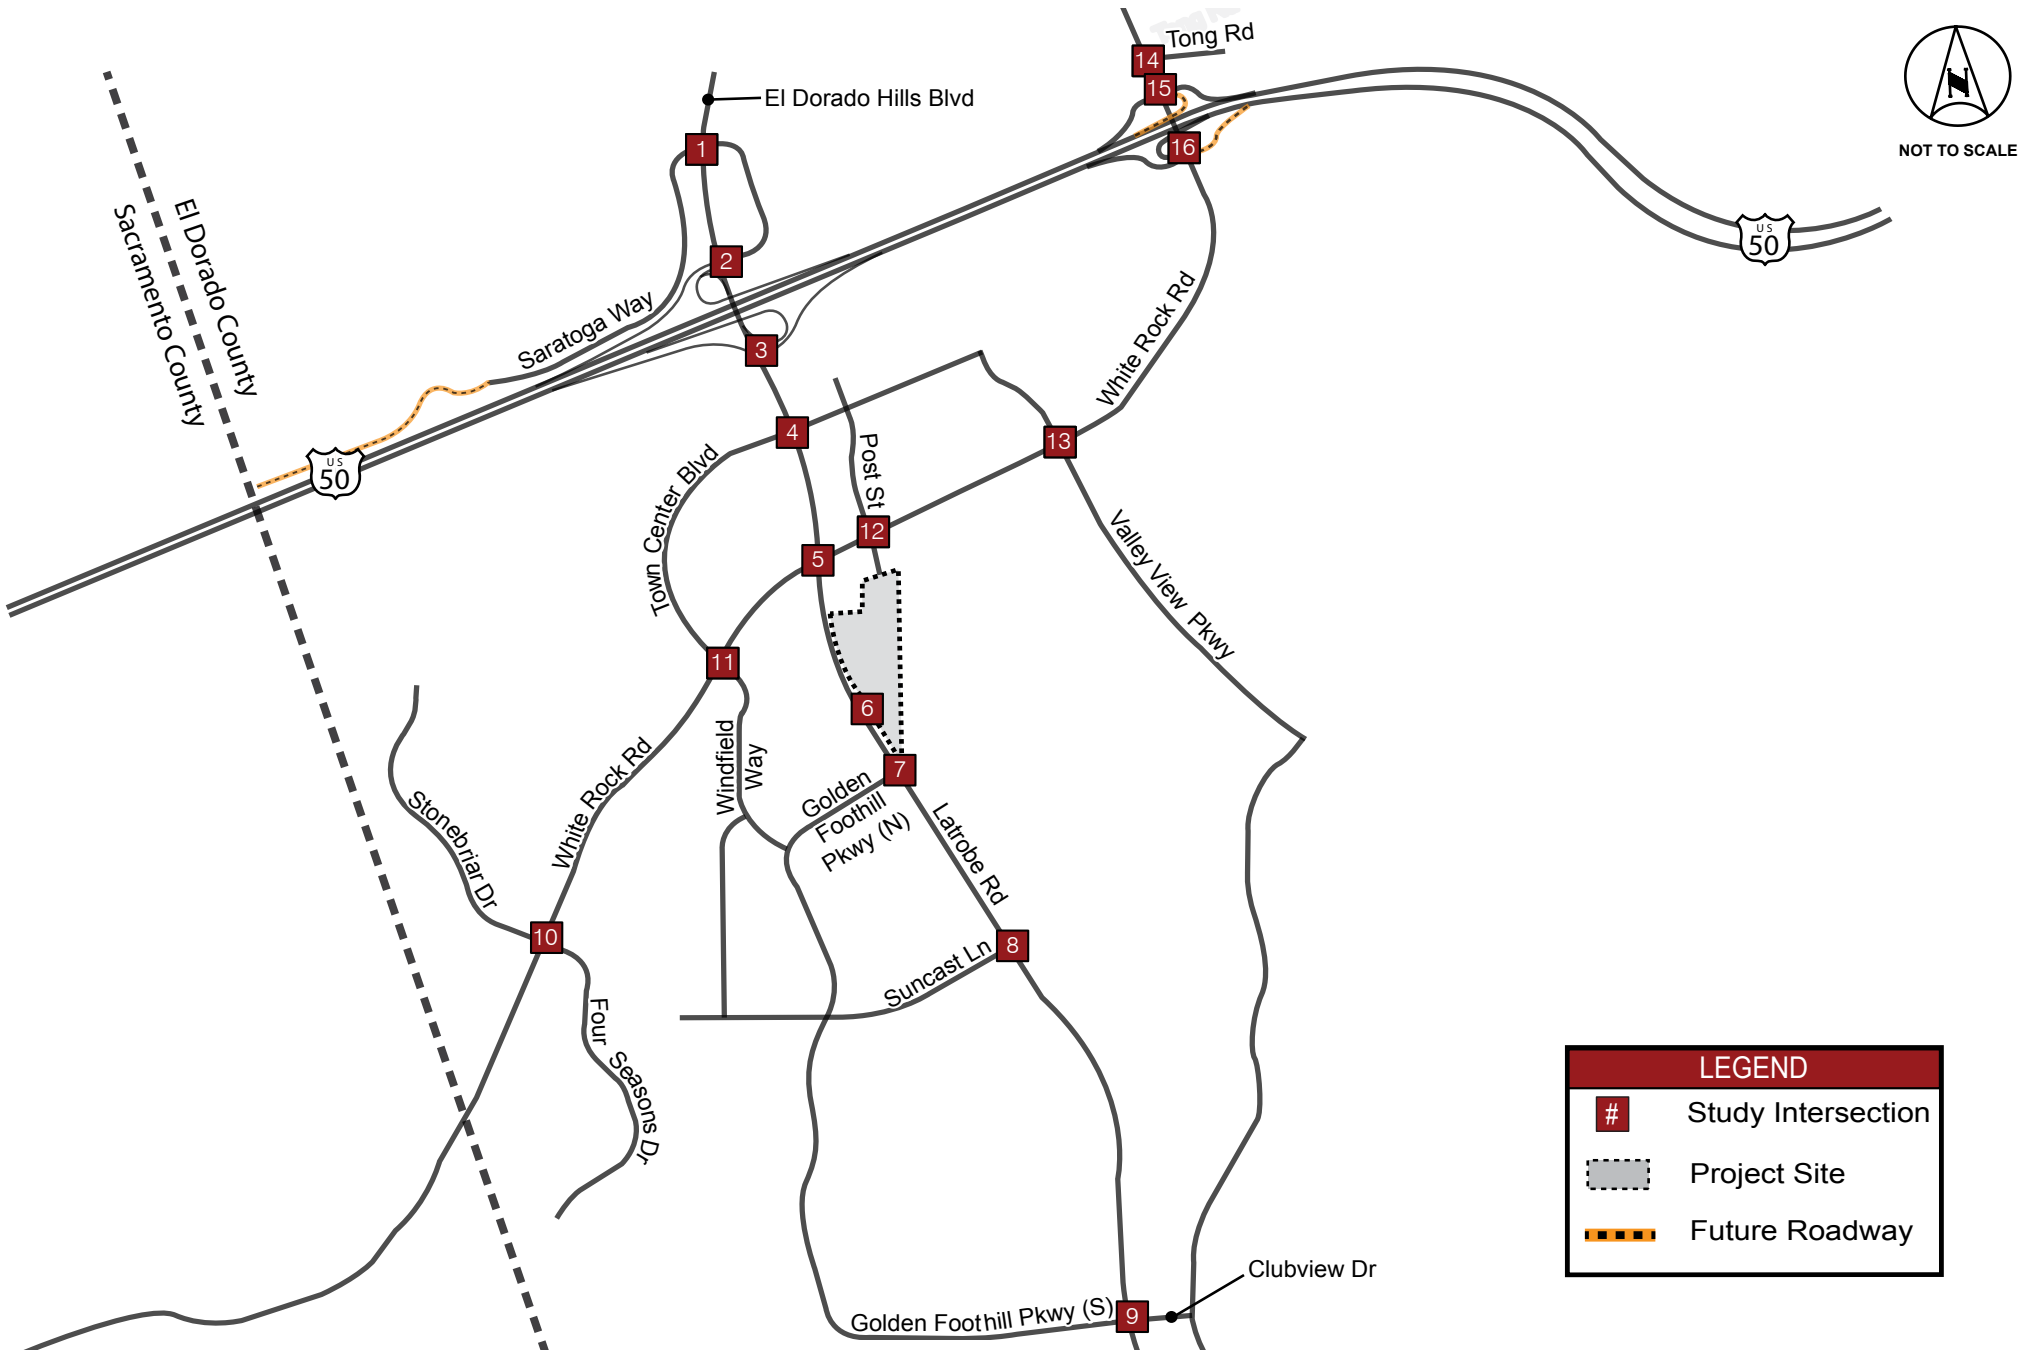 Tong Rd
14
15
El Dorado Hills Blvd
N
NOT TO SCALE
1
16
El Dorado County
Sacramento County
US
50
2
Saratoga Way
3
White Rock Rd
4
13
Post St
Town Center Blvd
US
50
12
5
Valley View Pkwy
11
6
Windfield
Way
7
Golden
Foothill
Pkwy (N)
White Rock Rd
Stonebriar Dr
Latrobe Rd
10
8
Suncast Ln
Four Seasons Dr
LEGEND
# Study Intersection
Project Site
Future Roadway
Clubview Dr
Golden Foothill Pkwy (S)
9